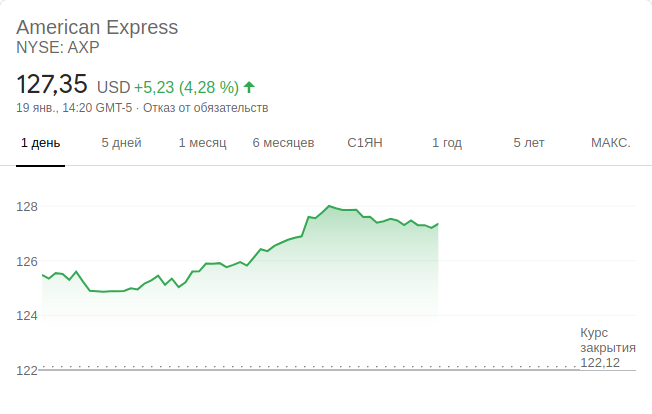 American Express
NYSE: AXP
127,35 USD +5,23 (4,28 %)
19 янв., 14:20 GMT-5 · Отказ от обязательств
1 день 5 дней 1 месяц 6 месяцев С1ЯН 1 год 5 лет МАКС.
128
126
124
Курс
закрытия
122,12
122